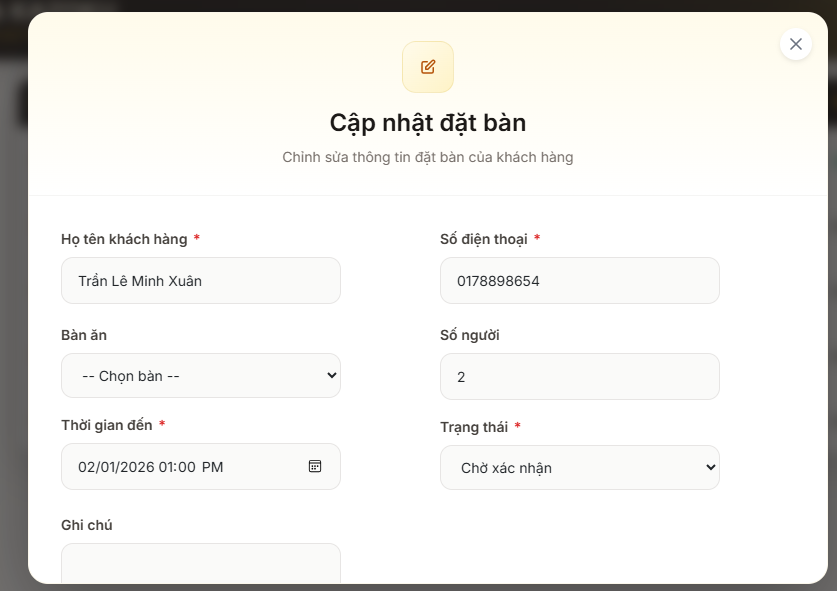 Cập nhật đặt bàn
Chỉnh sửa thông tin đặt bàn của khách hàng
Họ tên khách hàng *
Số điện thoại *
Trần Lê Minh Xuân
0178898654
Bàn ăn
Số người
-- Chọn bàn --
2
Thời gian đến *
Trạng thái *
02/01/2026 01:00 PM
Chờ xác nhận
Ghi chú